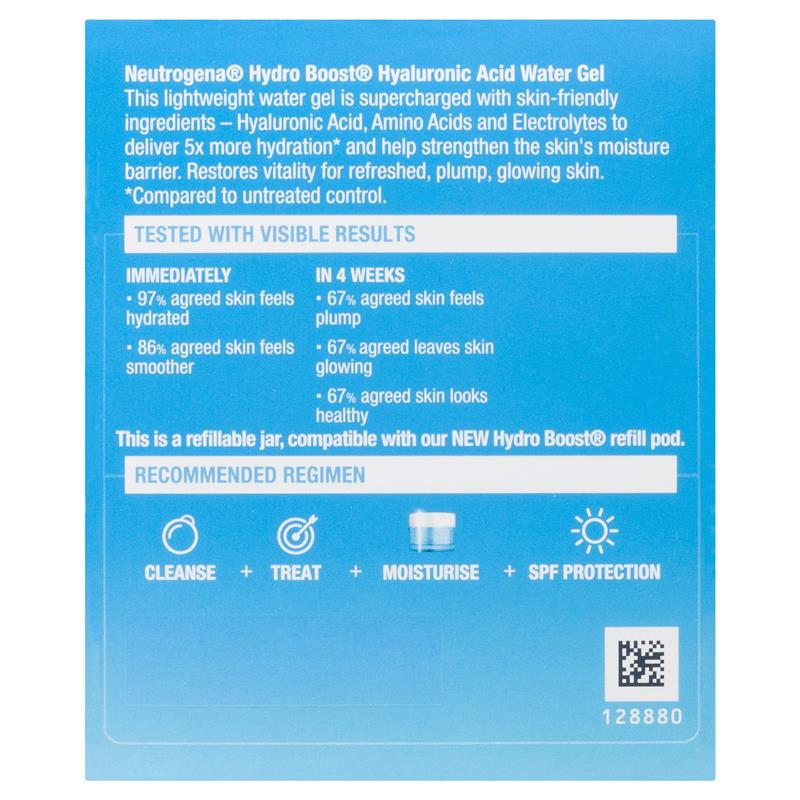 Neutrogena® Hydro Boost® Hyaluronic Acid Water Gel
This lightweight water gel is supercharged with skin-friendly
ingredients – Hyaluronic Acid, Amino Acids and Electrolytes to
deliver 5x more hydration* and help strengthen the skin's moisture
barrier. Restores vitality for refreshed, plump, glowing skin.
*Compared to untreated control.
TESTED WITH VISIBLE RESULTS
IMMEDIATELY
• 97% agreed skin feels
hydrated
• 86% agreed skin feels
smoother
IN 4 WEEKS
• 67% agreed skin feels
plump
• 67% agreed leaves skin
glowing
• 67% agreed skin looks
healthy
This is a refillable jar, compatible with our NEW Hydro Boost® refill pod.
RECOMMENDED REGIMEN
CLEANSE + TREAT + MOISTURISE + SPF PROTECTION
128880